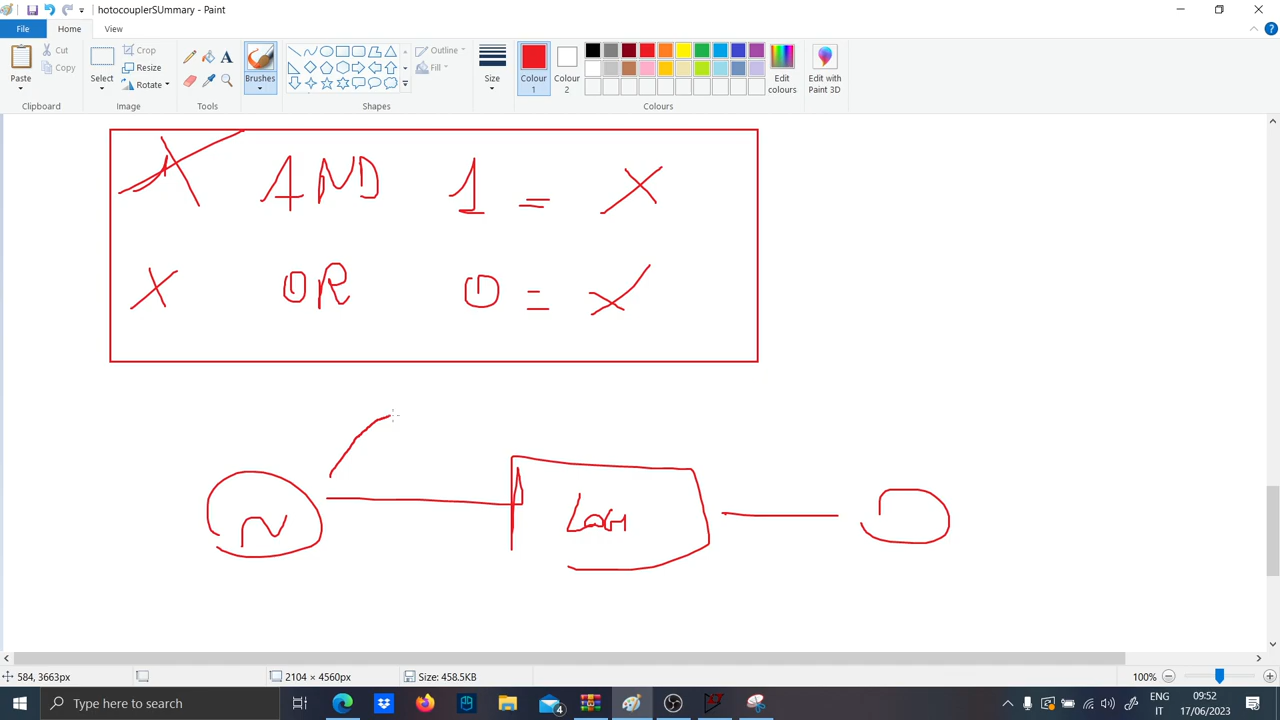 hotocouplerSUmmary - Paint
File Home View
Paste
Cut
Copy
Clipboard
Select
Crop
Resize
Rotate
Image
Tools
Brushes
Shapes
Outline
Fill
Size
Colour 1
Colour 2
Edit colours
Colours
Edit with Paint 3D
X AND 1 = X
X OR 0 = X
N
584, 3663px
2104 × 4560px
Size: 458.5KB
100%
Type here to search
4
ENG
IT
09:52
17/06/2023